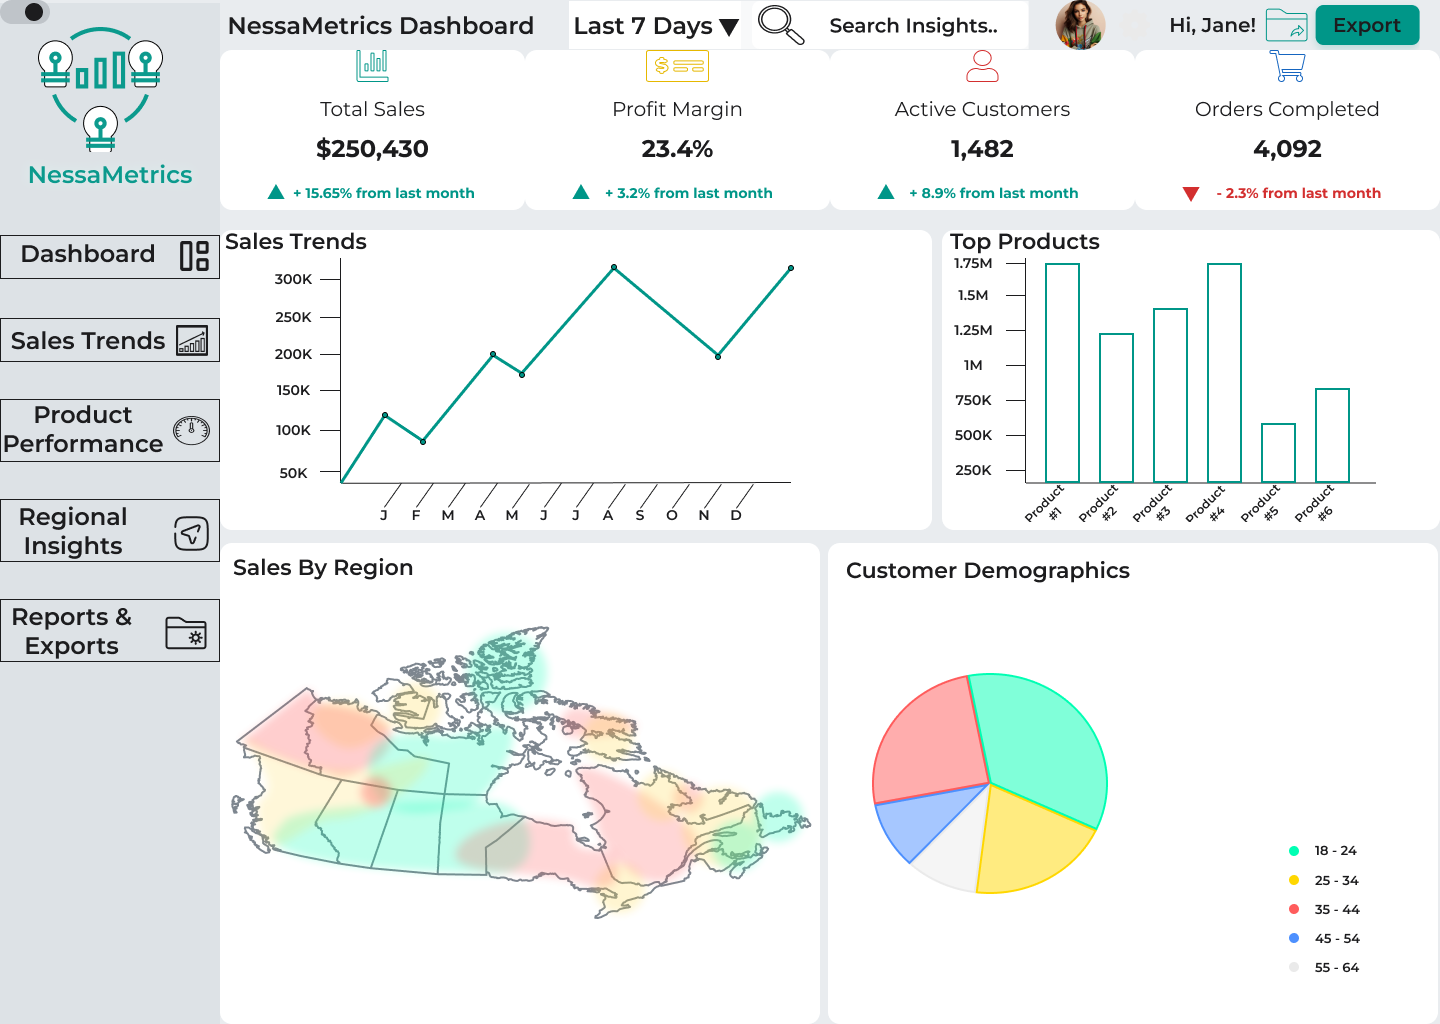 NessaMetrics Dashboard
Last 7 Days
Search Insights..
Hi, Jane!
Export
NessaMetrics
Dashboard
Sales Trends
Product
Performance
Regional
Insights
Reports &
Exports
Total Sales
$250,430
+ 15.65% from last month
$
Profit Margin
23.4%
+ 3.2% from last month
Active Customers
1,482
+ 8.9% from last month
Orders Completed
4,092
- 2.3% from last month
Sales Trends
300K
250K
200K
150K
100K
50K
J F M A M J J A S O N D
Top Products
1.75M
1.5M
1.25M
1M
750K
500K
250K
Product
#1
Product
#2
Product
#3
Product
#4
Product
#5
Product
#6
Sales By Region
Customer Demographics
18 - 24
25 - 34
35 - 44
45 - 54
55 - 64